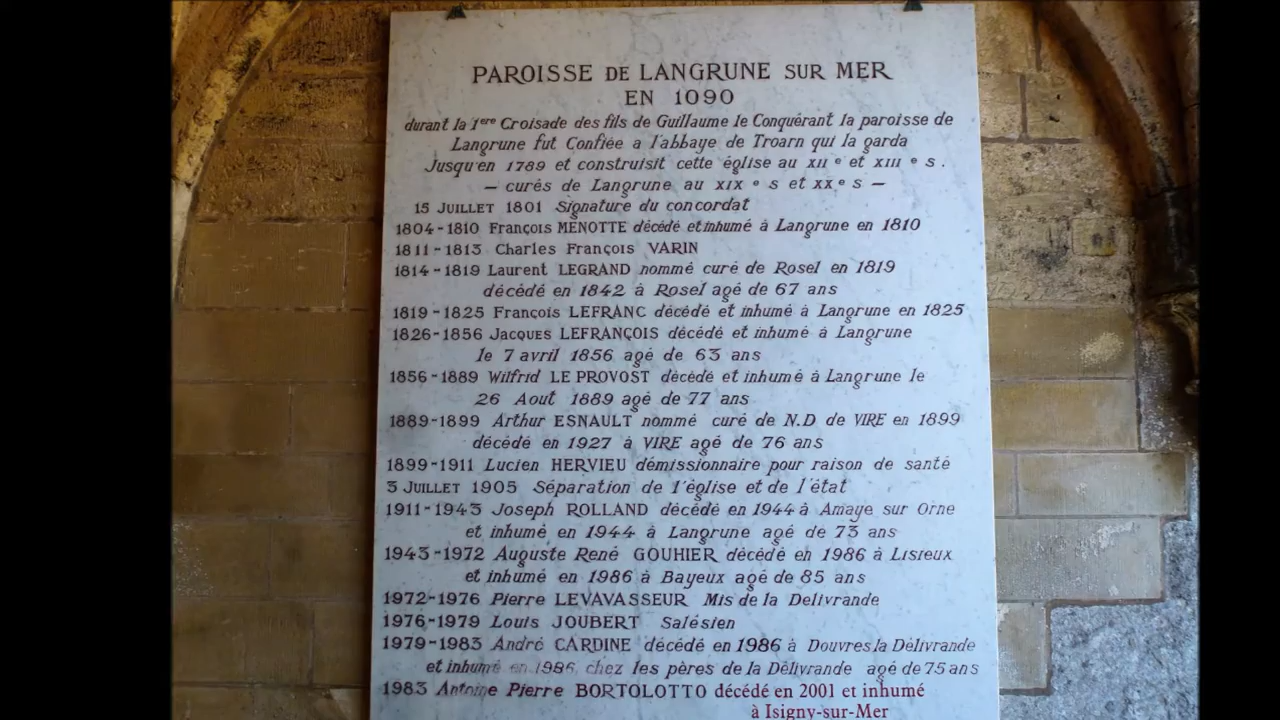 PAROISSE DE LANGRUNE SUR MER
EN 1090
durant la 1ere Croisade des fils de Guillaume le Conquérant la paroisse de
Langrune fut Confiée a l'abbaye de Troarn qui la garda
Jusqu'en 1789 et construisit cette église au XII e et XIII e s.
— curés de Langrune au XIX e s et XX e s —
15 JUILLET 1801 Signature du concordat
1804-1810 François MENOTTE décédé et inhumé à Langrune en 1810
1811-1813 Charles François VARIN
1814-1819 Laurent LEGRAND nommé curé de Rosel en 1819
décédé en 1842 à Rosel agé de 67 ans
1819-1825 François LEFRANC décédé et inhumé à Langrune en 1825
1826-1856 Jacques LEFRANÇOIS décédé et inhumé à Langrune
le 7 avril 1856 agé de 63 ans
1856-1889 Wilfrid LE PROVOST décédé et inhumé à Langrune le
26 Aout 1889 agé de 77 ans
1889-1899 Arthur ESNAULT nommé curé de N.D de VIRE en 1899
décédé en 1927 à VIRE agé de 76 ans
1899-1911 Lucien HERVIEU démissionnaire pour raison de santé
3 JUILLET 1905 Séparation de l'église et de l'état
1911-1943 Joseph ROLLAND décédé en 1944 à Amaye sur Orne
et inhumé en 1944 à Langrune agé de 73 ans
1943-1972 Auguste René GOUHIER décédé en 1986 à Lisieux
et inhumé en 1986 à Bayeux agé de 85 ans
1972-1976 Pierre LEVAVASSEUR Mis de la Delivrande
1976-1979 Louis JOUBERT Salésien
1979-1983 André CARDINE décédé en 1986 à Douvres la Délivrande
et inhumé en 1986, chez les pères de la Délivrande agé de 75 ans
1983 Antoine Pierre BORTOLOTTO décédé en 2001 et inhumé
à Isigny-sur-Mer